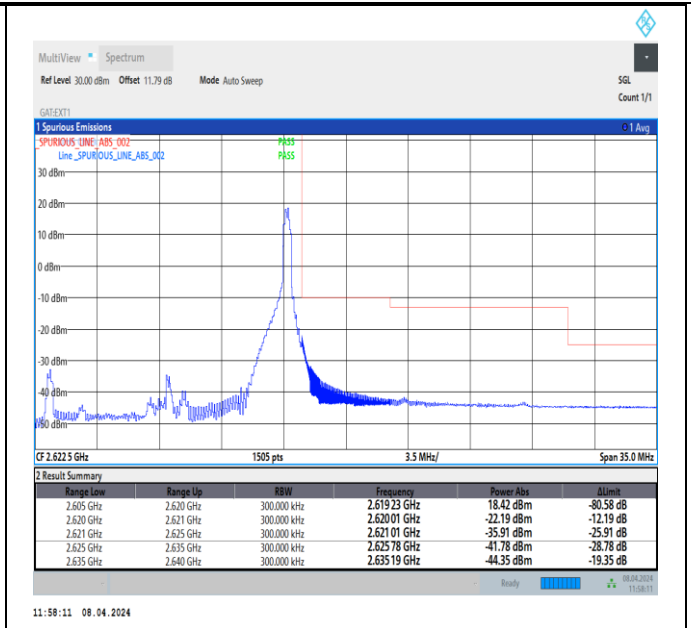 MultiView Spectrum
Ref Level 30.00 dBm Offset 11.79 dB Mode Auto Sweep SGL
Count 1/1
GAT:EXT1
1 Spurious Emissions 1 Avg
_SPURIOUS_LINE_ABS_002 PASS
Line _SPURIOUS_LINE_ABS_002 PASS
30 dBm
20 dBm
10 dBm
0 dBm
-10 dBm
-20 dBm
-30 dBm
-40 dBm
-50 dBm
CF 2.622 5 GHz 1505 pts 3.5 MHz/ Span 35.0 MHz
2 Result Summary
Range Low Range Up RBW Frequency Power Abs ΔLimit
2.605 GHz 2.620 GHz 300.000 kHz 2.619 23 GHz 18.42 dBm -80.58 dB
2.620 GHz 2.621 GHz 300.000 kHz 2.620 01 GHz -22.19 dBm -12.19 dB
2.621 GHz 2.625 GHz 300.000 kHz 2.621 01 GHz -35.91 dBm -25.91 dB
2.625 GHz 2.635 GHz 300.000 kHz 2.625 78 GHz -41.78 dBm -28.78 dB
2.635 GHz 2.640 GHz 300.000 kHz 2.635 19 GHz -44.35 dBm -19.35 dB
Ready 08.04.2024
11:58:11
11:58:11 08.04.2024